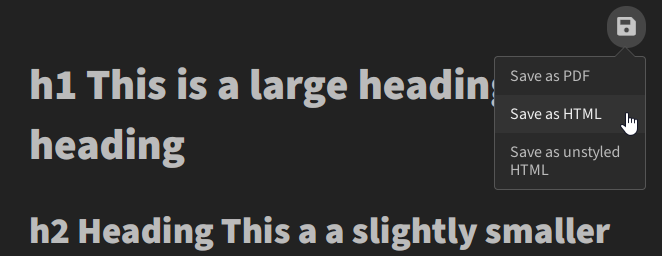 h1 This is a large heading
heading
h2 Heading This a a slightly smaller
Save as PDF
Save as HTML
Save as unstyled
HTML